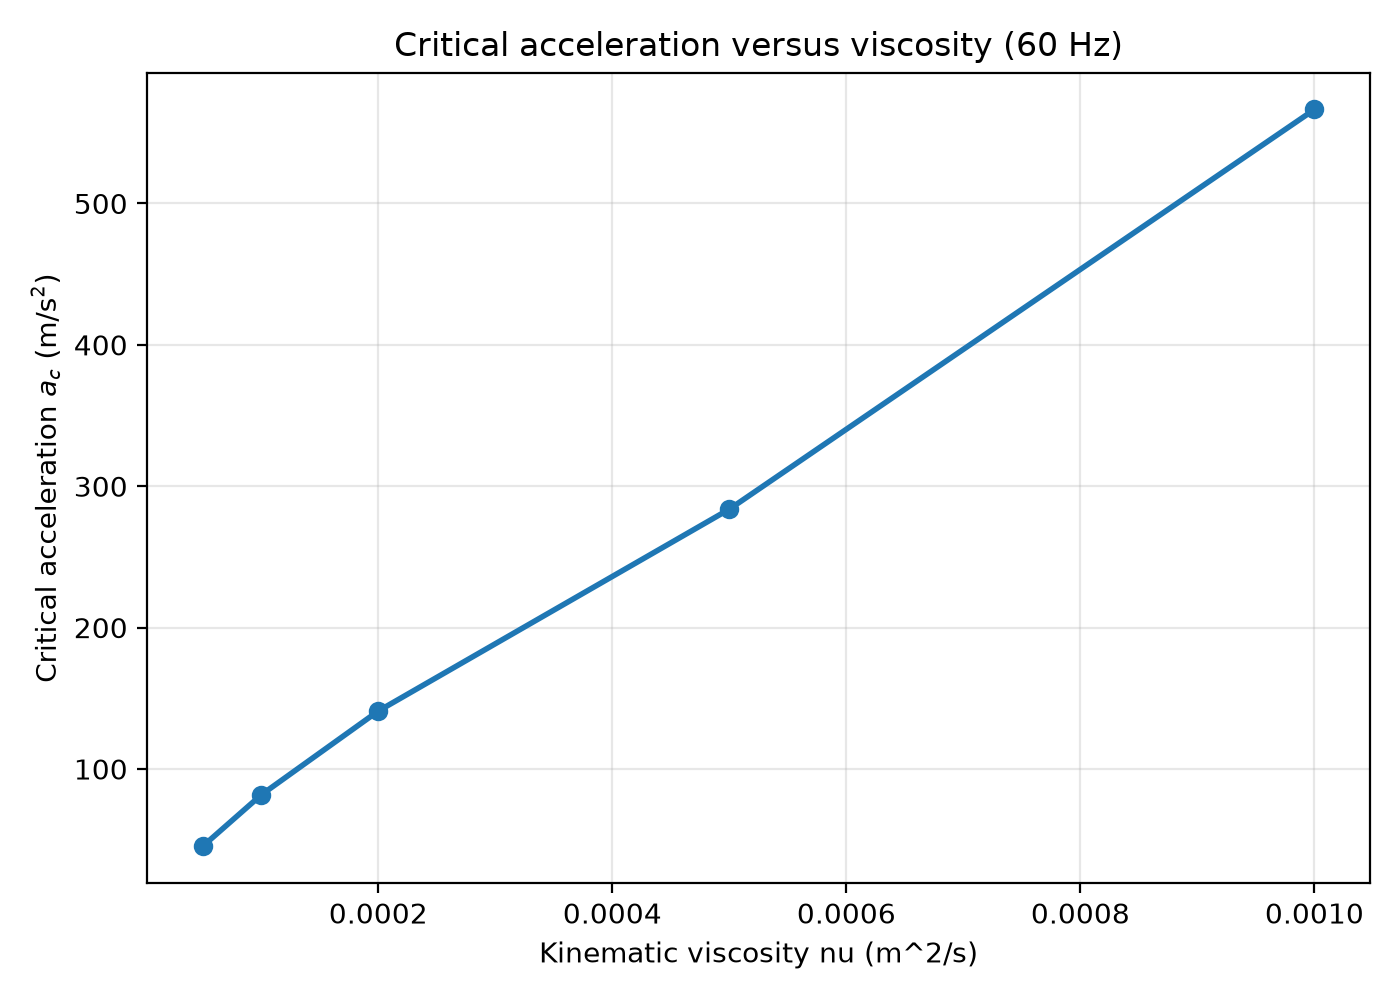 Critical acceleration versus viscosity (60 Hz)
Critical acceleration a_c (m/s²)
500
400
300
200
100
0.0002 0.0004 0.0006 0.0008 0.0010
Kinematic viscosity nu (m^2/s)